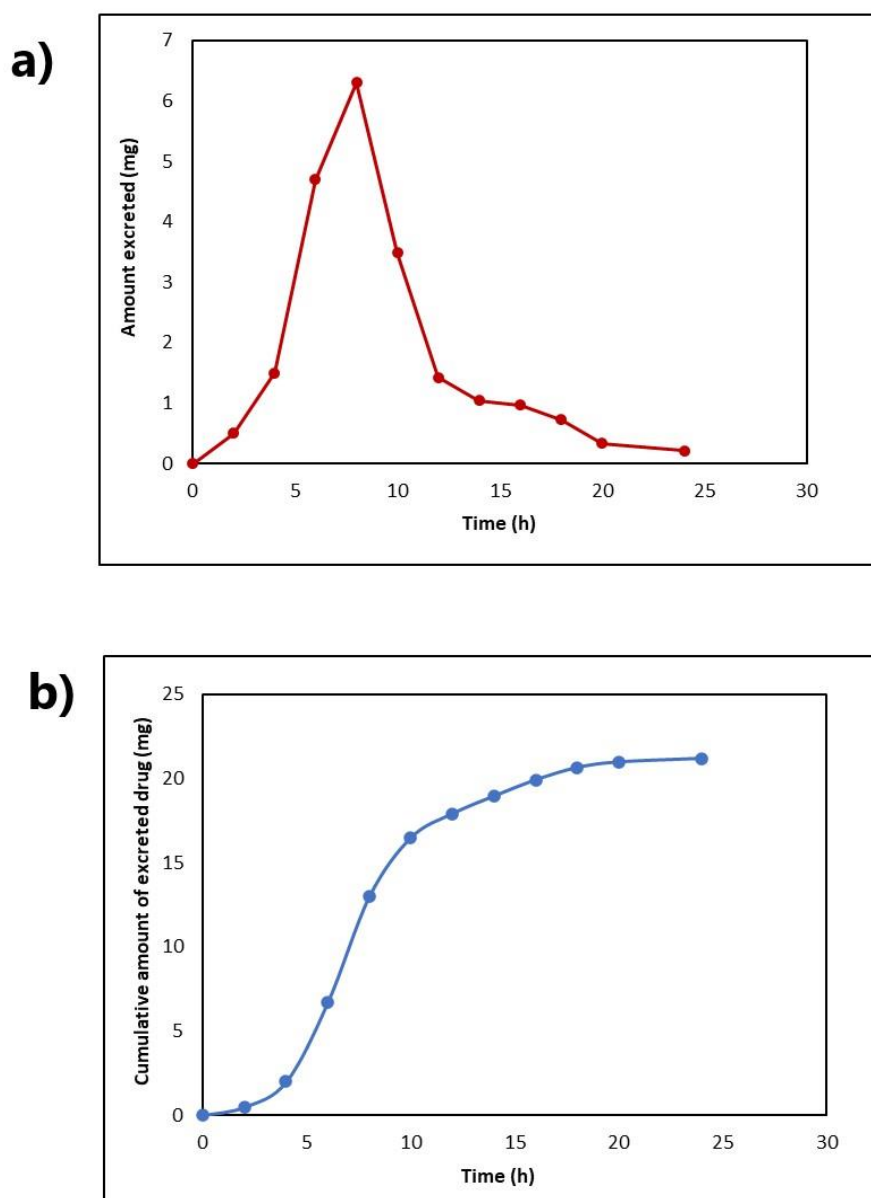 a)
7
6
5
4
3
2
1
0
Amount excreted (mg)
0 5 10 15 20 25 30
Time (h)
b)
25
20
15
10
5
0
Cumulative amount of excreted drug (mg)
0 5 10 15 20 25 30
Time (h)